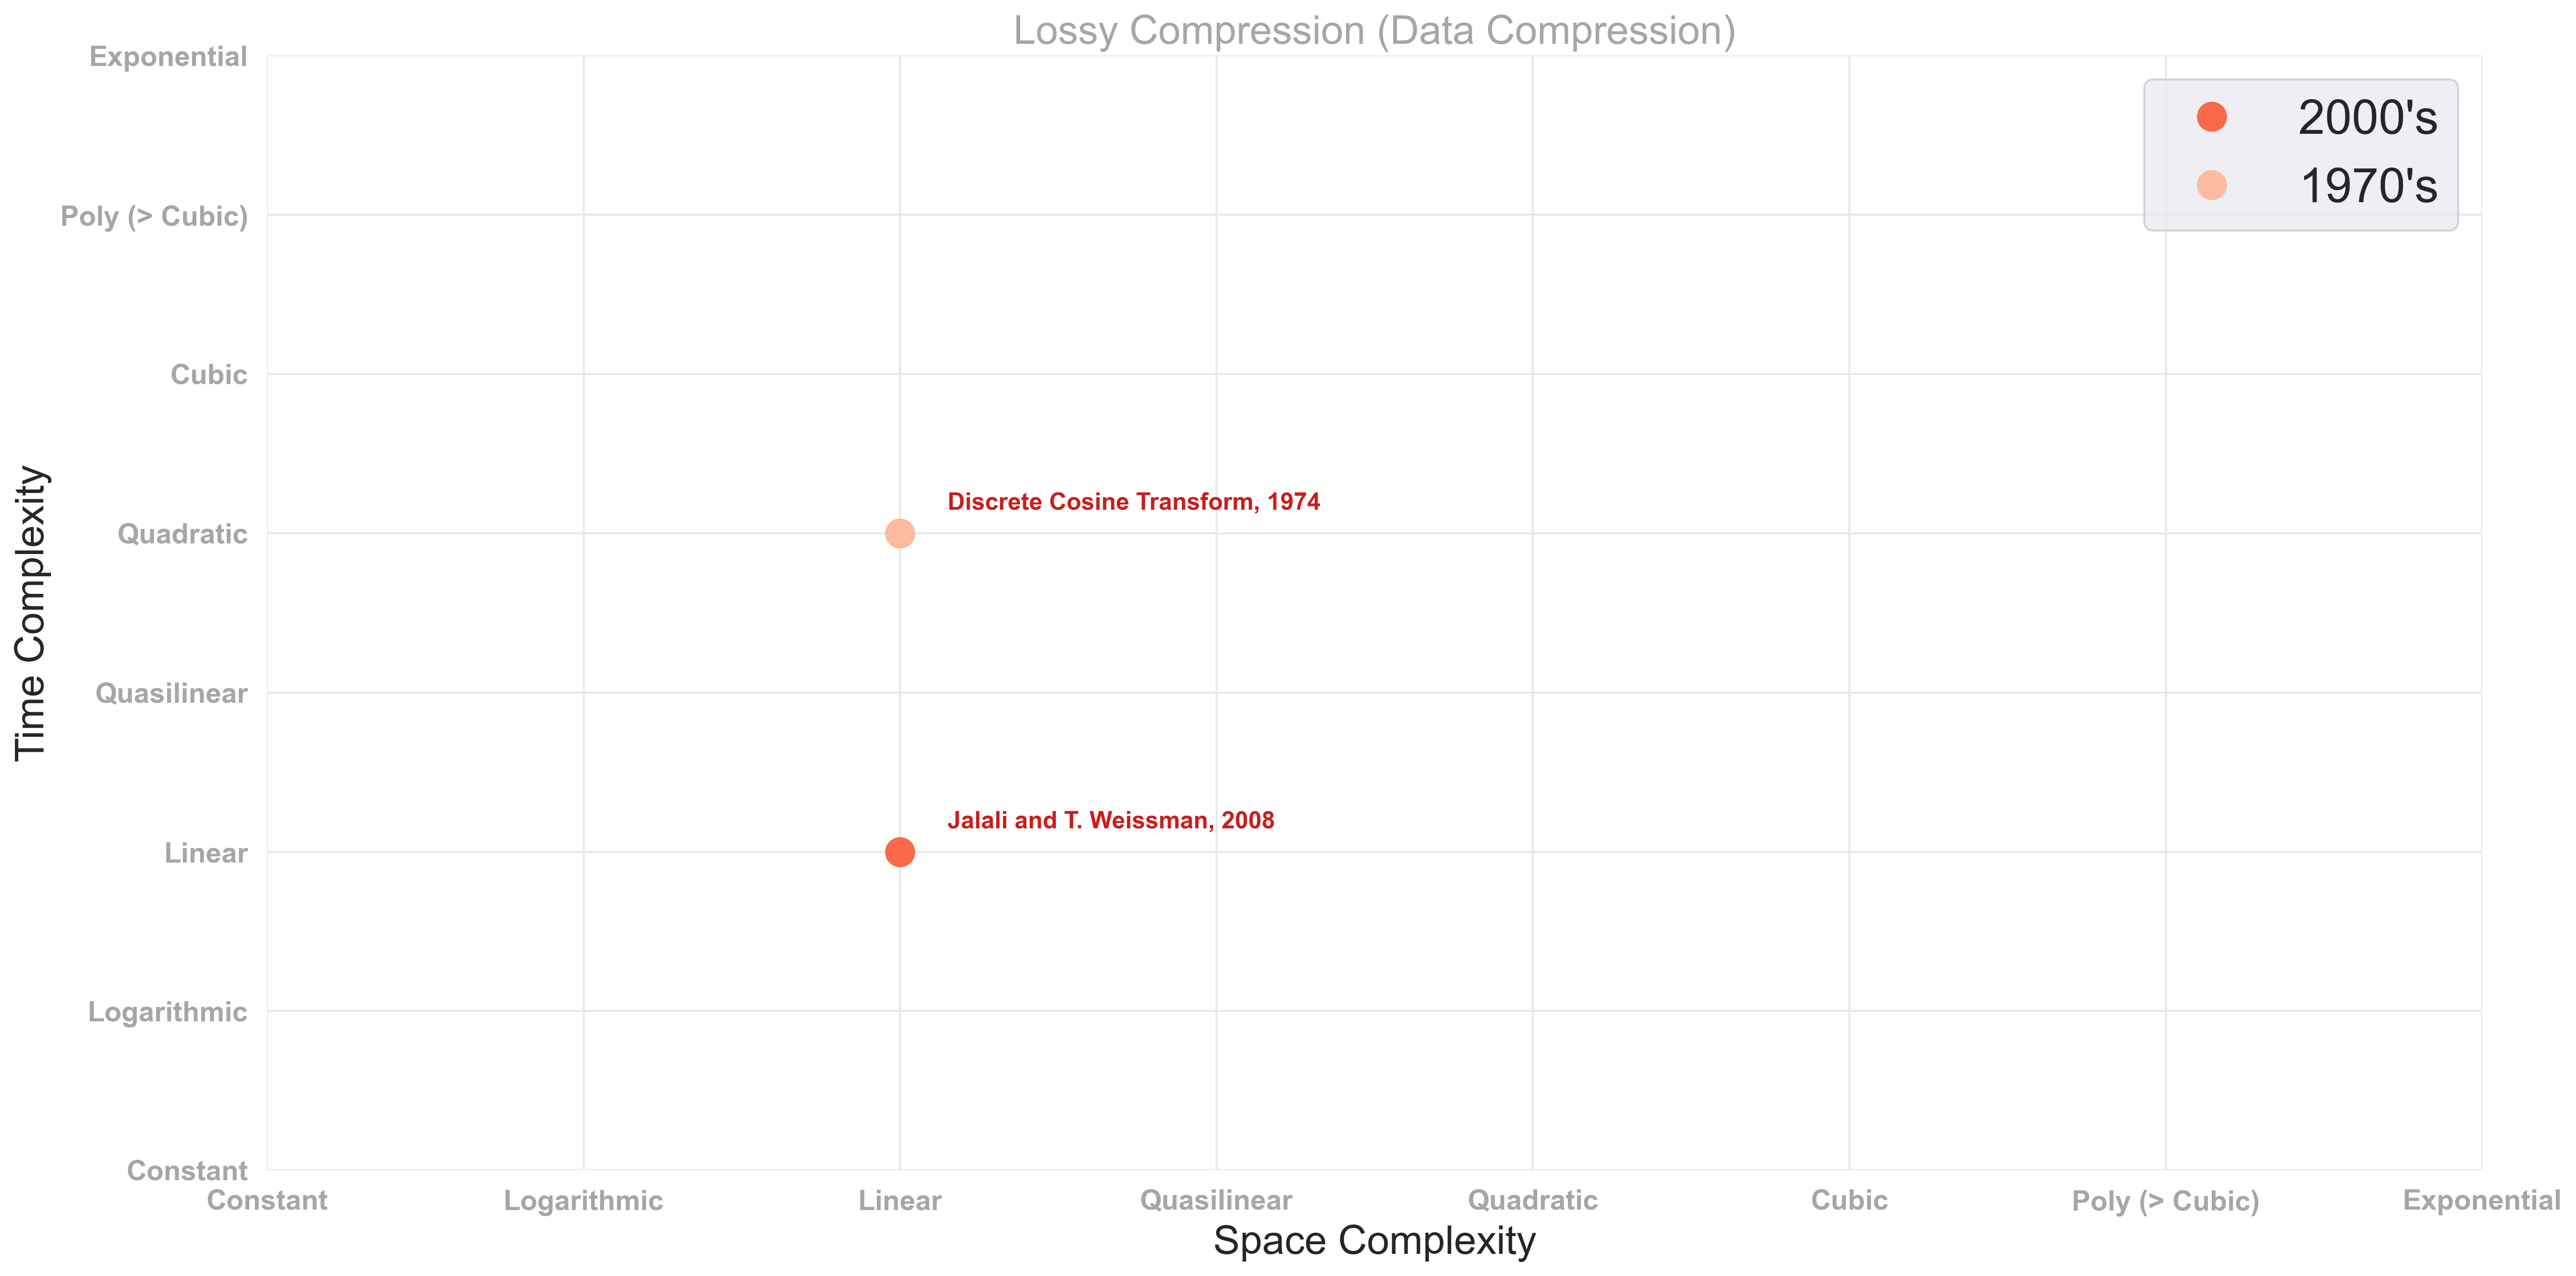 Lossy Compression (Data Compression)
Exponential
Poly (> Cubic)
Cubic
Quadratic
Quasilinear
Linear
Logarithmic
Constant
Time Complexity
2000's
1970's
Discrete Cosine Transform, 1974
Jalali and T. Weissman, 2008
Constant
Logarithmic
Linear
Quasilinear
Quadratic
Cubic
Poly (> Cubic)
Exponential
Space Complexity